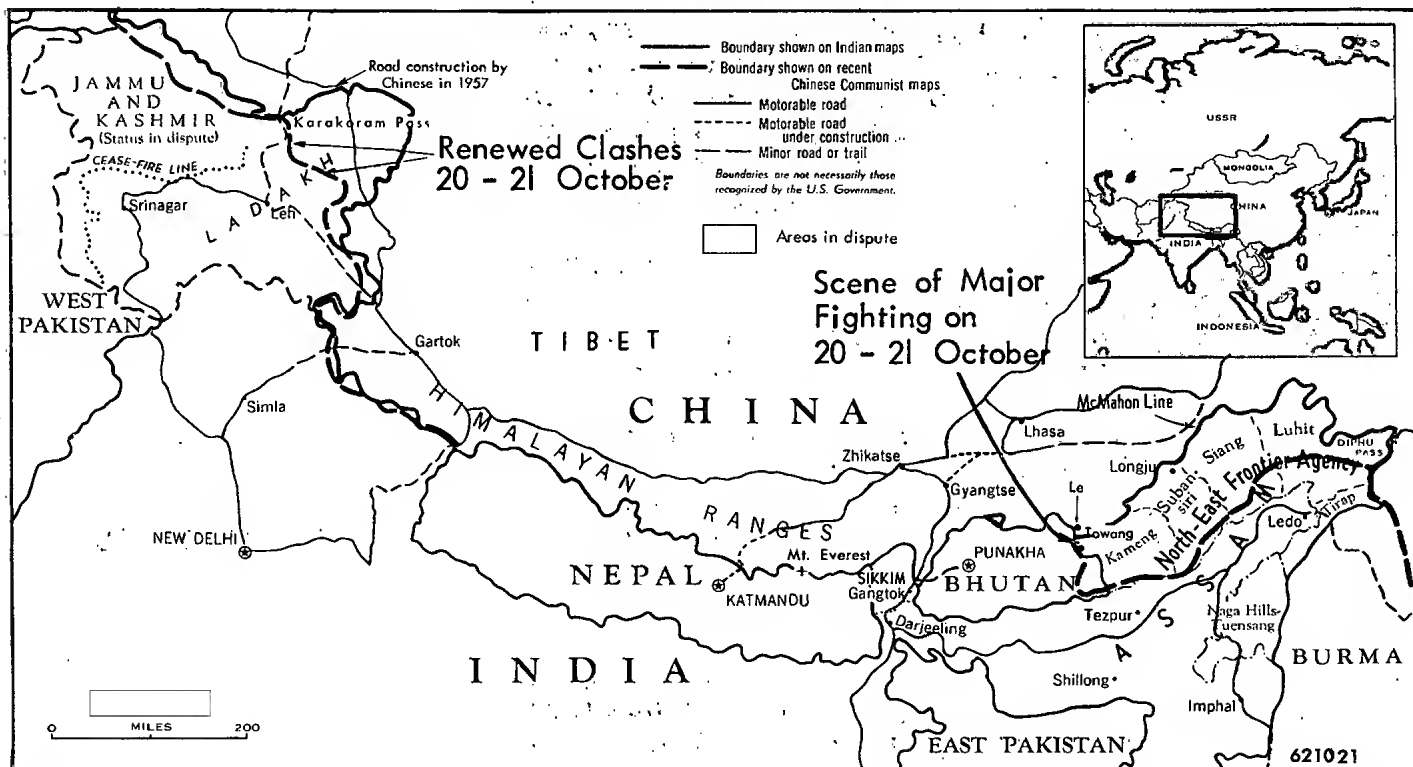 Road construction by
Chinese in 1957
JAMMU
AND
KASHMIR
(Status in dispute)
Karakoram Pass
CEASE-FIRE LINE
Renewed Clashes
20 - 21 October
Srinagar
Leh
LADAKH
WEST
PAKISTAN
Boundary shown on Indian maps
Boundary shown on recent
Chinese Communist maps
Motorable road
Motorable road
under construction
Minor road or trail
Boundaries are not necessarily those
recognized by the U.S. Government.
Areas in dispute
USSR
MONGOLIA
CHINA
JAPAN
INDIA
INDONESIA
Scene of Major
Fighting on
20 - 21 October
Gartok
TIBET
Simla
HIMALAYAN
RANGES
CHINA
McMahon Line
Lhasa
Zhikatse
Gyangtse
Longju
Le
Towang
Kameng
Suban-
siri
Siang
Luhit
DIPHU
PASS
North-East Frontier Agency
Tirap
Ledo
NEW DELHI
Mt. Everest
NEPAL
KATMANDU
SIKKIM
Gangtok
PUNAKHA
BHUTAN
Darjeeling
Tezpur
ASSAM
Naga Hills-
Tuensang
BURMA
INDIA
Shillong
Imphal
EAST PAKISTAN
0 MILES 200
621021